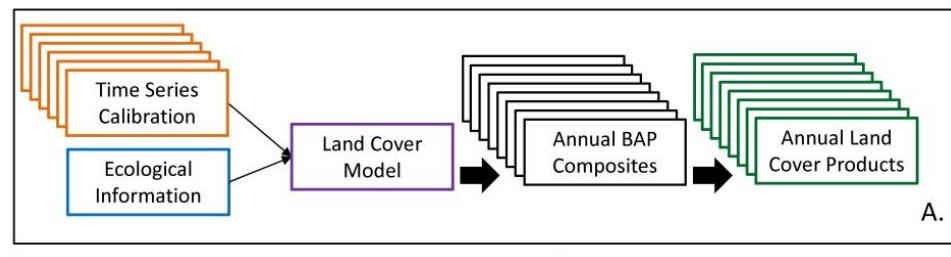 Time Series
Calibration
Ecological
Information
Land Cover
Model
Annual BAP
Composites
Annual Land
Cover Products
A.